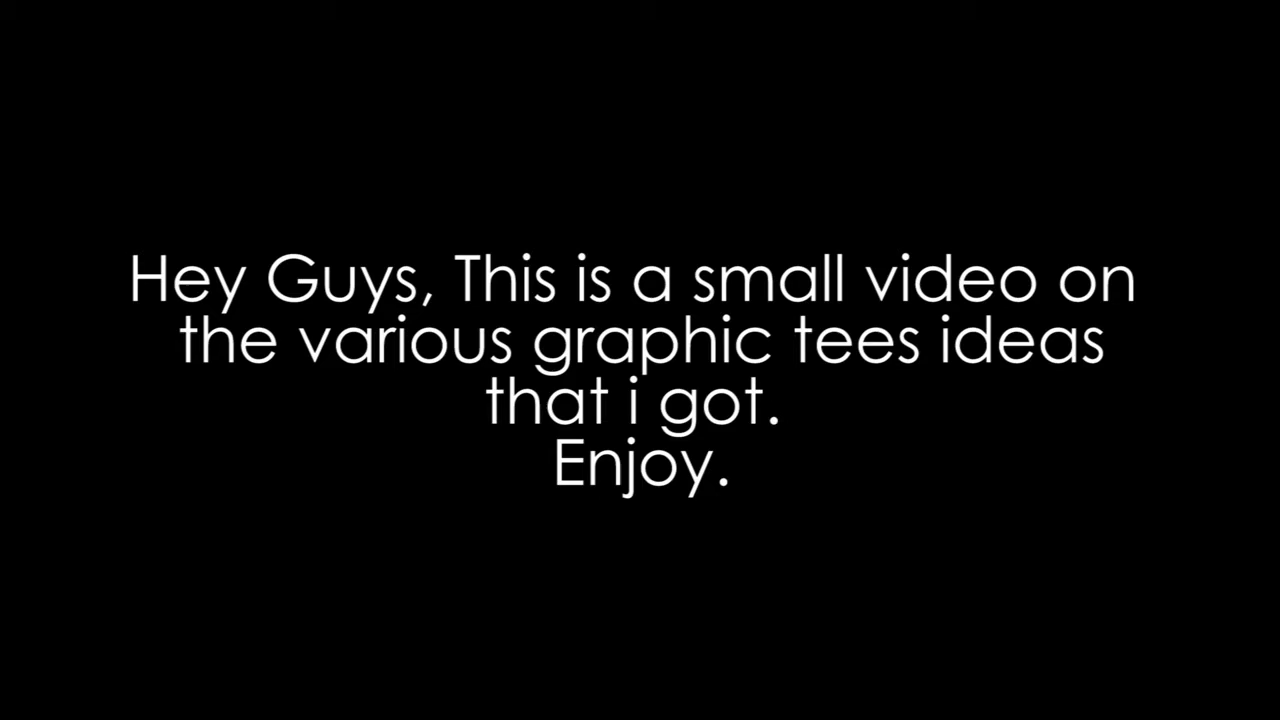 Hey Guys, This is a small video on
the various graphic tees ideas
that i got.
Enjoy.